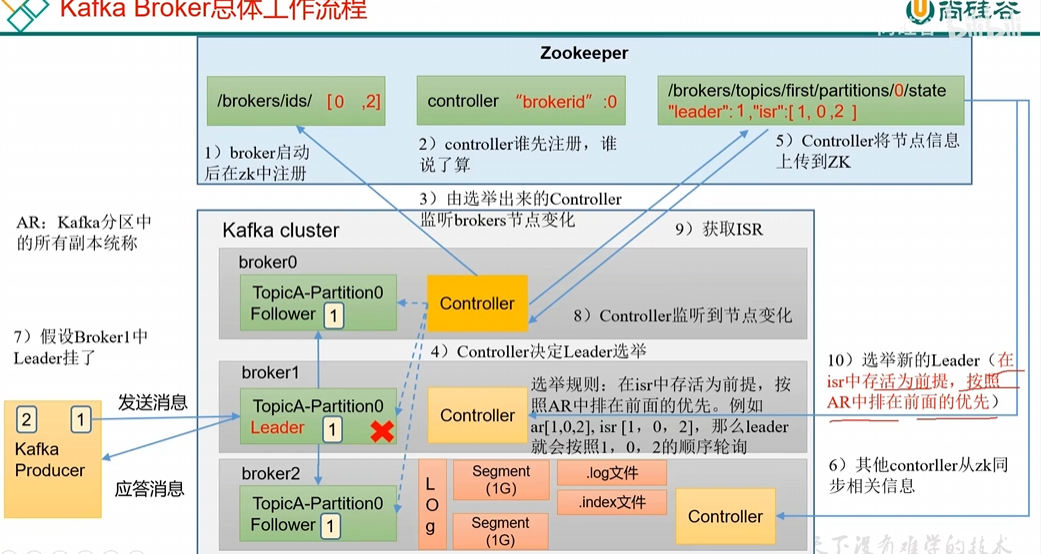 Kafka Broker总体工作流程
尚硅谷
Zookeeper
/brokers/ids/ [0 ,2]
controller “brokerid” :0
/brokers/topics/first/partitions/0/state
"leader": 1 ,"isr":[ 1, 0 ,2 ]
1）broker启动
后在zk中注册
2）controller谁先注册，谁
说了算
5）Controller将节点信息
上传到ZK
3）由选举出来的Controller
监听brokers节点变化
AR：Kafka分区中
的所有副本统称
Kafka cluster
9）获取ISR
broker0
TopicA-Partition0
Follower 1
Controller
8）Controller监听到节点变化
7）假设Broker1中
Leader挂了
4）Controller决定Leader选举
broker1
TopicA-Partition0
Leader 1
Controller
选举规则：在isr中存活为前提，按
照AR中排在前面的优先。例如
ar[1,0,2], isr [1，0，2]，那么leader
就会按照1，0，2的顺序轮询
10）选举新的Leader（在
isr中存活为前提，按照
AR中排在前面的优先）
发送消息
2 1
Kafka
Producer
应答消息
broker2
TopicA-Partition0
Follower 1
L
O
g
Segment
(1G)
Segment
(1G)
.log文件
.index文件
Controller
6）其他contorller从zk同
步相关信息
天下没有难学的技术